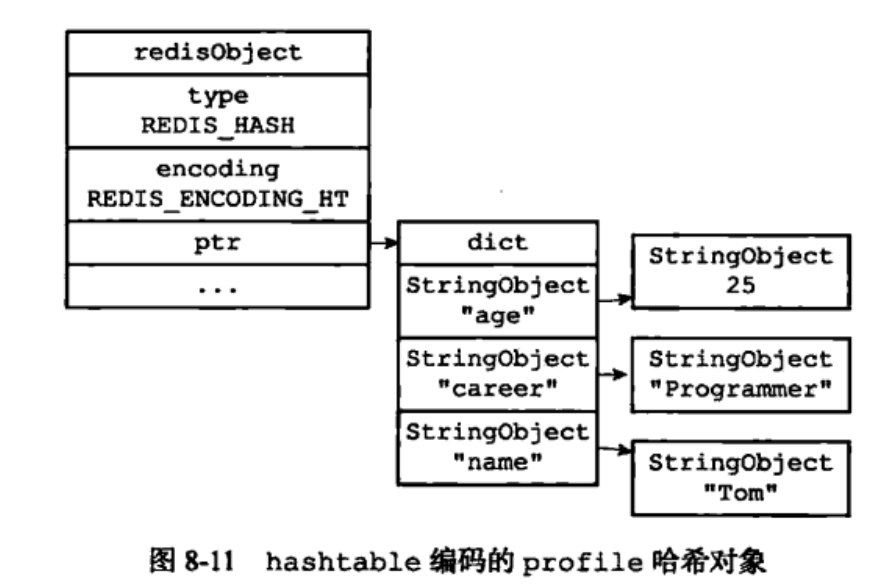 redisObject
type
REDIS_HASH
encoding
REDIS_ENCODING_HT
ptr
...
dict
StringObject
"age"
StringObject
"career"
StringObject
"name"
StringObject
25
StringObject
"Programmer"
StringObject
"Tom"
图 8-11 hashtable 编码的 profile 哈希对象